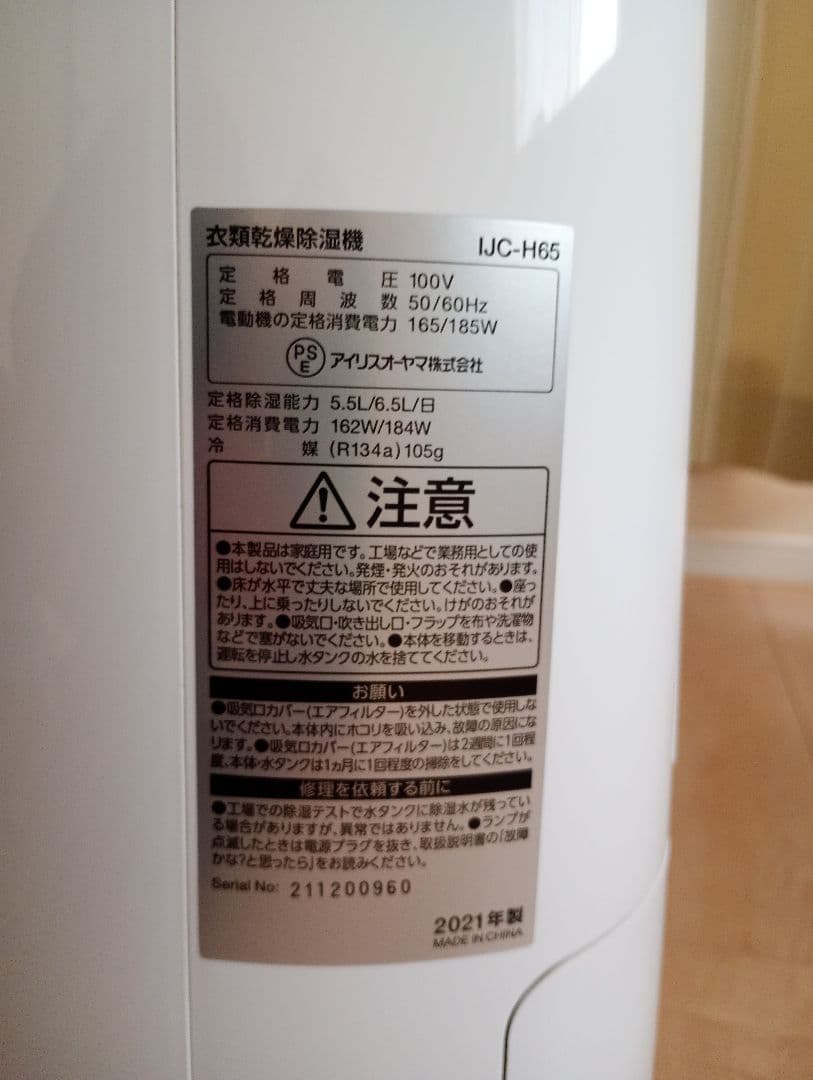 衣類乾燥除湿機 IJC-H65
定格電圧 100V
定格周波数 50/60Hz
電動機の定格消費電力 165/185W
PSE アイリスオーヤマ株式会社
定格除湿能力 5.5L/6.5L/日
定格消費電力 162W/184W
冷媒 (R134a)105g
注意
●本製品は家庭用です。工場などで業務用としての使
用はしないでください。発煙・発火のおそれがあります。
●床が水平で丈夫な場所で使用してください。●座っ
たり、上に乗ったりしないでください。けがのおそれが
あります。●吸気口・吹き出し口・フラップを布や洗濯物
などで塞がないでください。●本体を移動するときは、
運転を停止し水タンクの水を捨ててください。
お願い
●吸気口カバー(エアフィルター)を外した状態で使用しな
いでください。本体内にホコリを吸い込み、故障の原因にな
ります。●吸気口カバー(エアフィルター)は2週間に1回程
度、本体・水タンクは1ヵ月に1回程度の掃除をしてください。
修理を依頼する前に
●工場での除湿テストで水タンクに除湿水が残ってい
る場合がありますが、異常ではありません。●ランプが
点滅したときは電源プラグを抜き、取扱説明書の「故障
かな?と思ったら」をお読みください。
Serial No: 211200960
2021年製
MADE IN CHINA